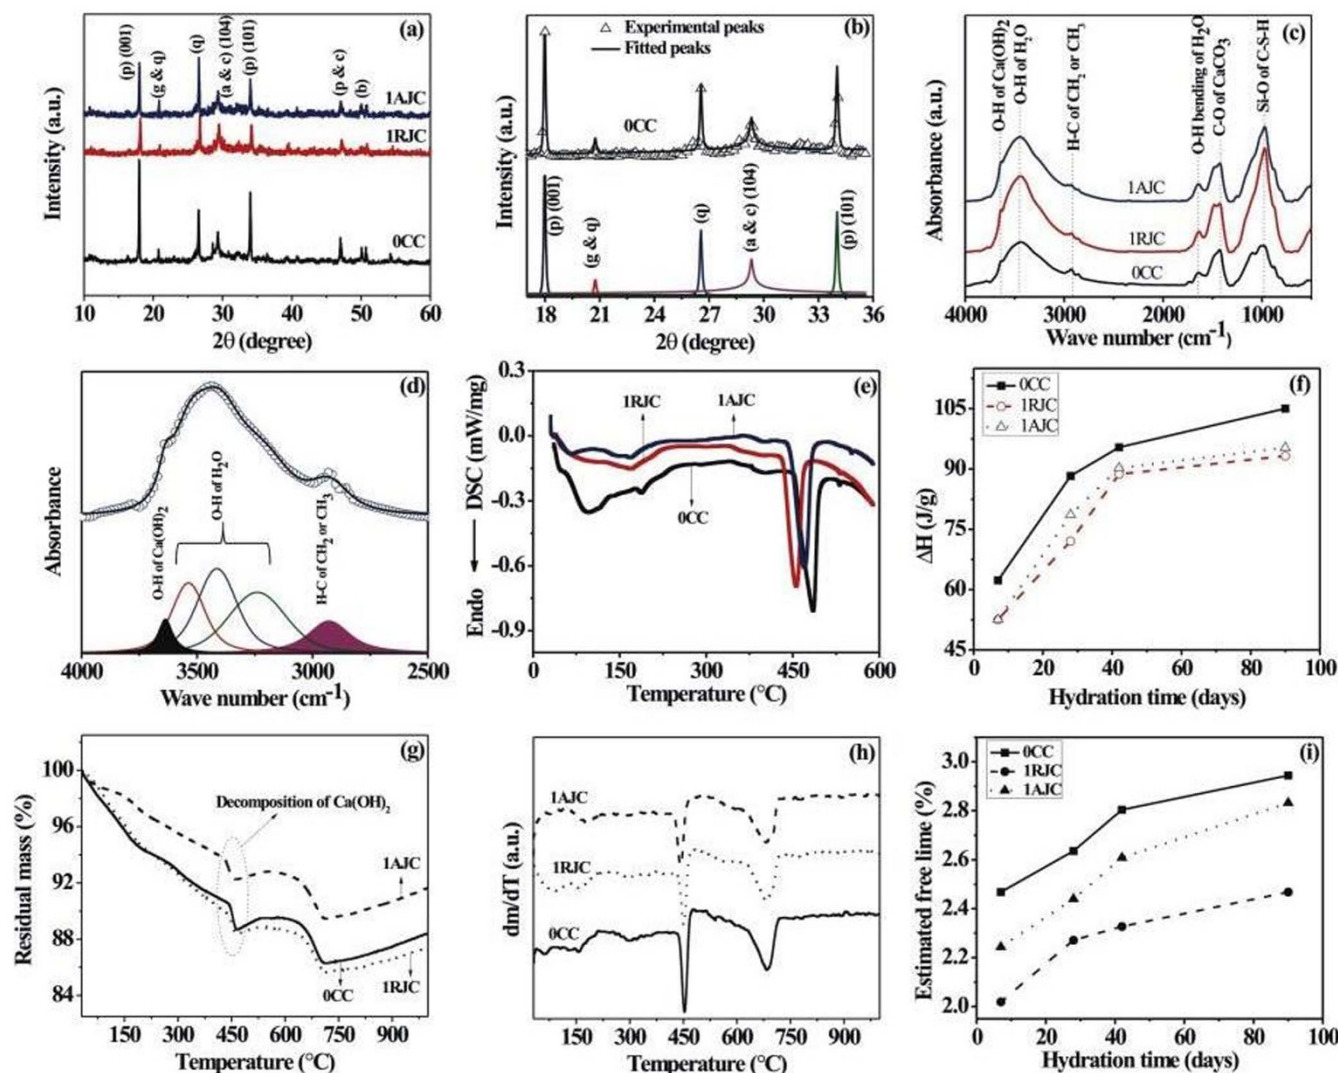 (a)
(p) (001)
(g & q)
(q)
(a & c) (104)
(p) (101)
(p & c)
(b)
1AJC
1RJC
0CC
Intensity (a.u.)
10 20 30 40 50 60
2θ (degree)
(b)
Experimental peaks
Fitted peaks
0CC
(p) (001)
(g & q)
(q)
(a & c) (104)
(p) (101)
Intensity (a.u.)
18 21 24 27 30 33 36
2θ (degree)
(c)
O-H of Ca(OH)2
O-H of H2O
H-C of CH2 or CH3
O-H bending of H2O
C-O of CaCO3
Si-O of C-S-H
1AJC
1RJC
0CC
Absorbance (a.u.)
4000 3000 2000 1000
Wave number (cm-1)
(d)
O-H of Ca(OH)2
O-H of H2O
H-C of CH2 or CH3
Absorbance
4000 3500 3000 2500
Wave number (cm-1)
(e)
1RJC
1AJC
0CC
0.3
0.0
-0.3
-0.6
-0.9
Endo
DSC (mW/mg)
0 150 300 450 600
Temperature (°C)
(f)
0CC
1RJC
1AJC
105
90
75
60
45
ΔH (J/g)
0 20 40 60 80 100
Hydration time (days)
(g)
Decomposition of Ca(OH)2
1AJC
0CC
1RJC
100
96
92
88
84
Residual mass (%)
150 300 450 600 750 900
Temperature (°C)
(h)
1AJC
1RJC
0CC
dm/dT (a.u.)
150 300 450 600 750 900
Temperature (°C)
(i)
0CC
1RJC
1AJC
3.0
2.8
2.6
2.4
2.2
2.0
Estimated free lime (%)
0 20 40 60 80 100
Hydration time (days)